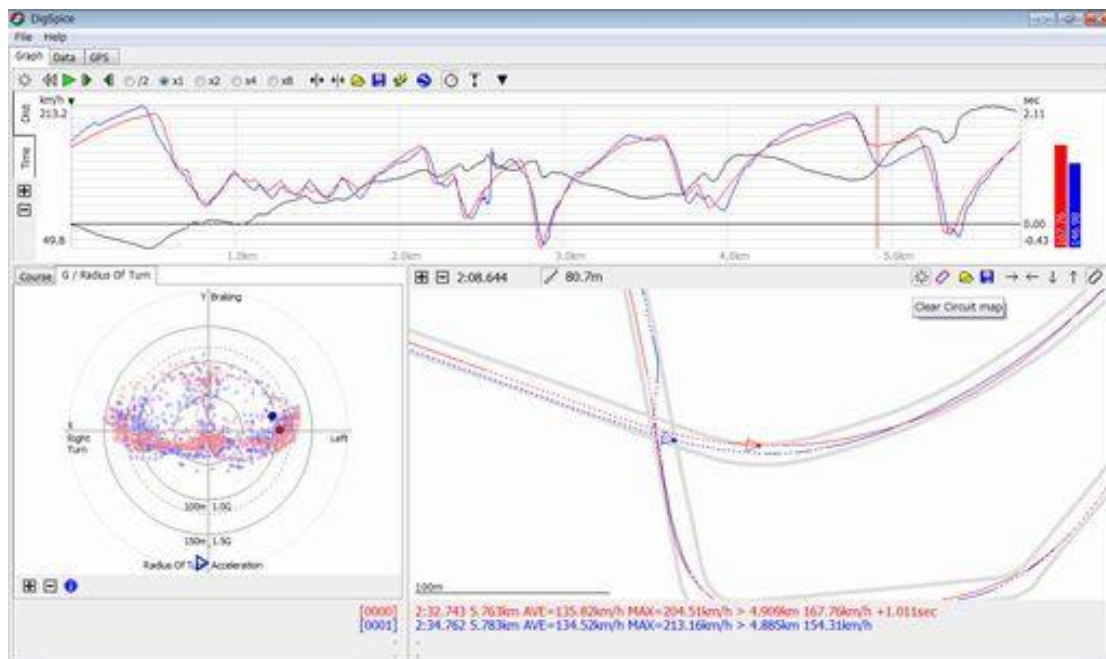 DigSpice
File Help
Graph Data GPS
/2 x1 x2 x4 x8
km/h
213.2
49.8
Dist
Time
sec
2.11
0.00
-0.43
167.76
1.0km 2.0km 3.0km 4.0km 5.0km
Course G / Radius Of Turn
2:08.644 80.7m
Clear Circuit map
Y Braking
X
Right
Turn
Left
100m 1.0G
150m 1.5G
Acceleration
100m
[0000] 2:32.743 5.763km AVE=135.82km/h MAX=204.51km/h > 4.909km 167.76km/h +1.011sec
[0001] 2:34.762 5.783km AVE=134.52km/h MAX=213.16km/h > 4.885km 154.31km/h